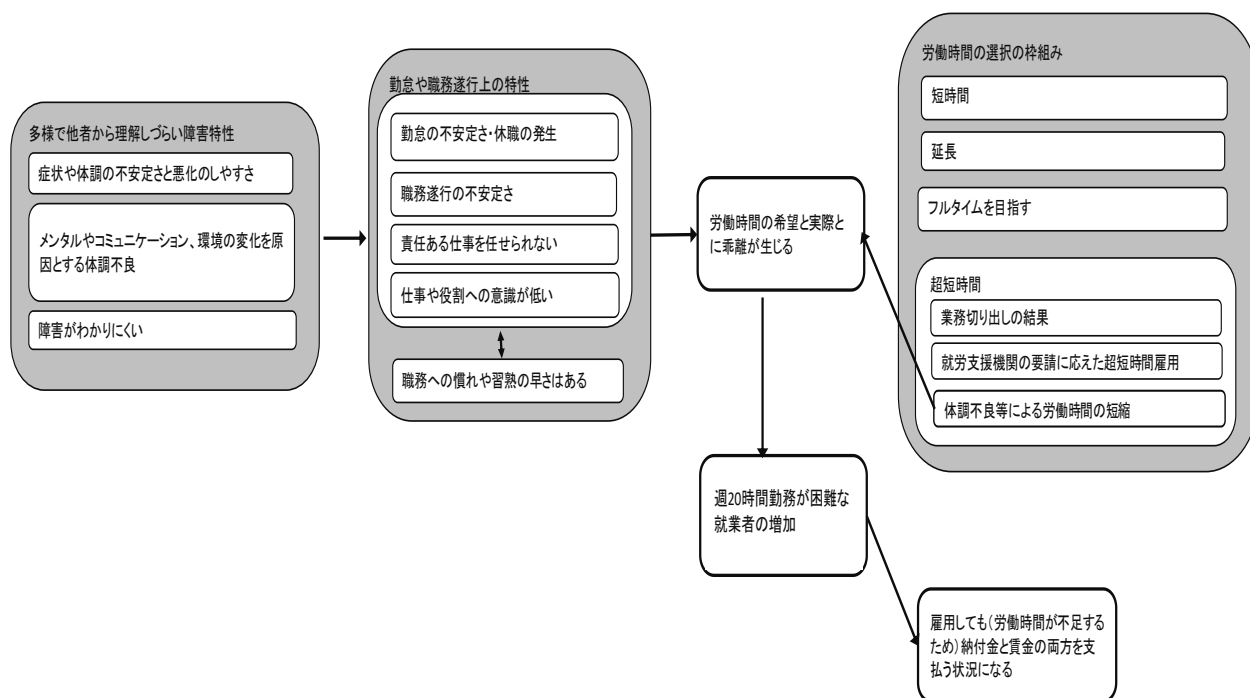 多様で他者から理解しづらい障害特性
症状や体調の不安定さと悪化のしやすさ
メンタルやコミュニケーション、環境の変化を原
因とする体調不良
障害がわかりにくい
勤怠や職務遂行上の特性
勤怠の不安定さ・休職の発生
職務遂行の不安定さ
責任ある仕事を任せられない
仕事や役割への意識が低い
職務への慣れや習熟の早さはある
労働時間の希望と実際と
に乖離が生じる
週20時間勤務が困難な
就業者の増加
雇用しても(労働時間が不足する
ため)納付金と賃金の両方を支
払う状況になる
労働時間の選択の枠組み
短時間
延長
フルタイムを目指す
超短時間
業務切り出しの結果
就労支援機関の要請に応えた超短時間雇用
体調不良等による労働時間の短縮